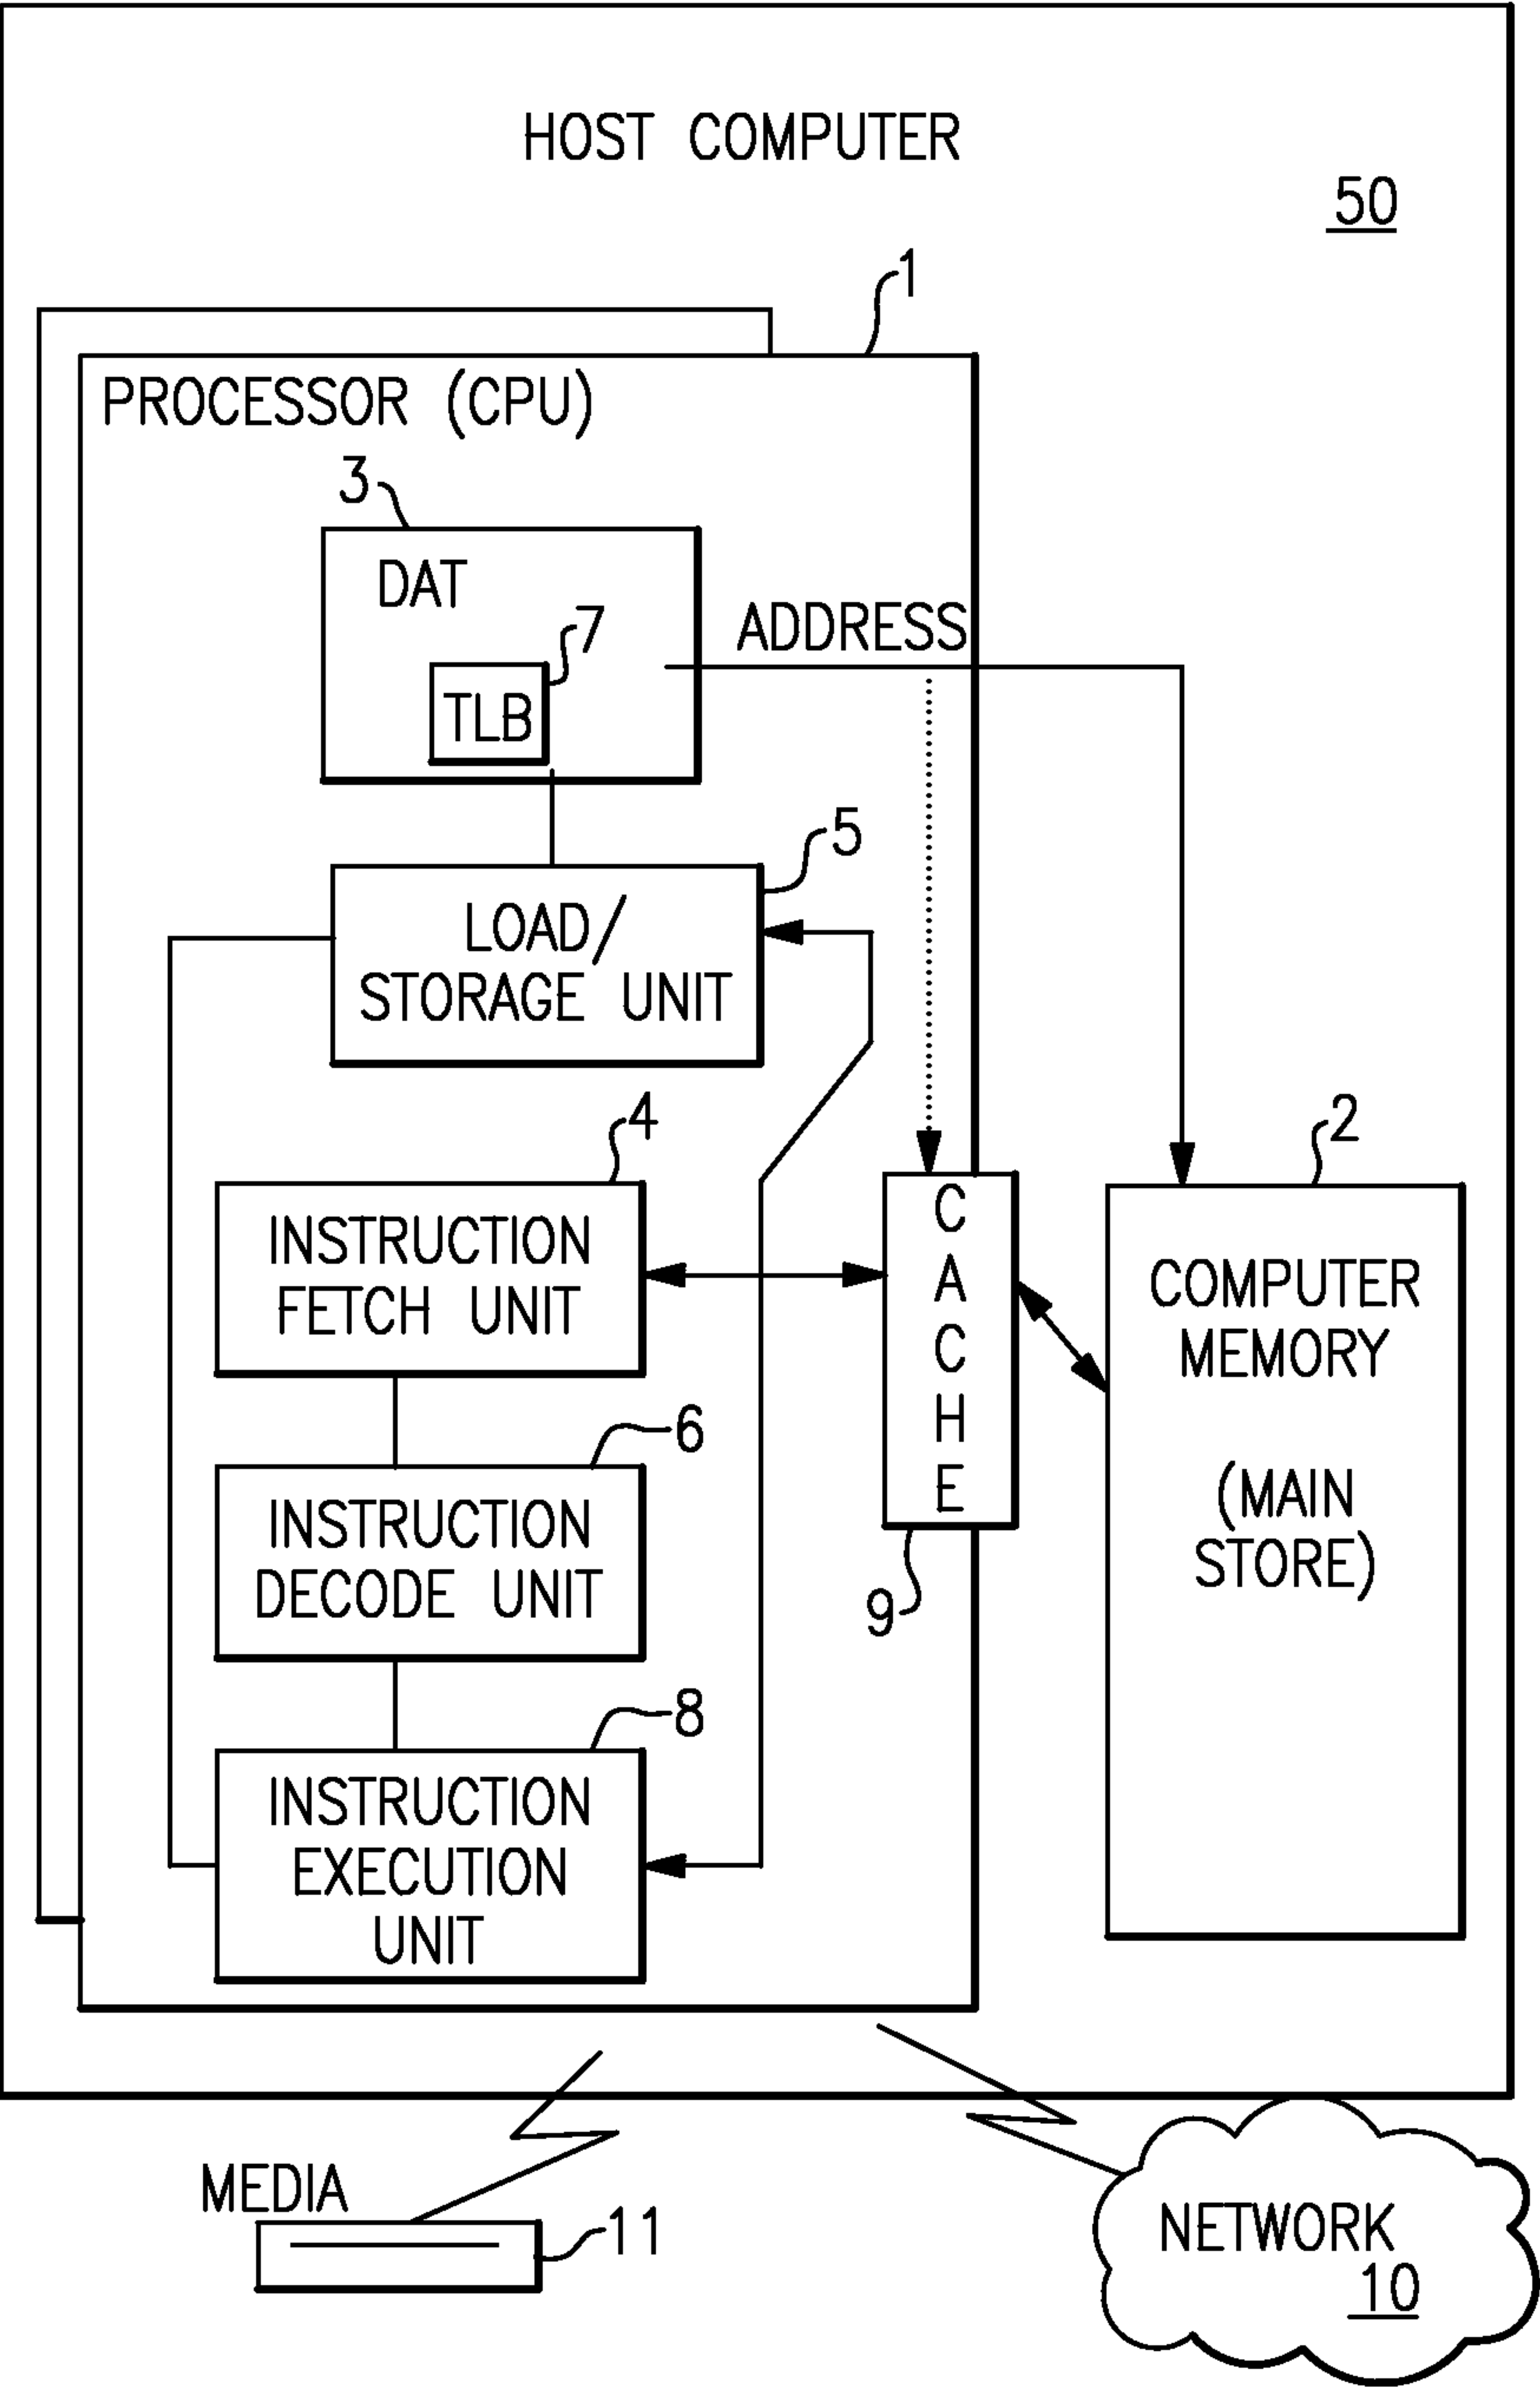 HOST COMPUTER
50
1
PROCESSOR (CPU)
3
DAT
7
ADDRESS
TLB
5
LOAD/
STORAGE UNIT
4
2
INSTRUCTION
FETCH UNIT
C
A
C
H
E
COMPUTER
MEMORY
(MAIN
STORE)
6
INSTRUCTION
DECODE UNIT
9
8
INSTRUCTION
EXECUTION
UNIT
MEDIA
11
NETWORK
10